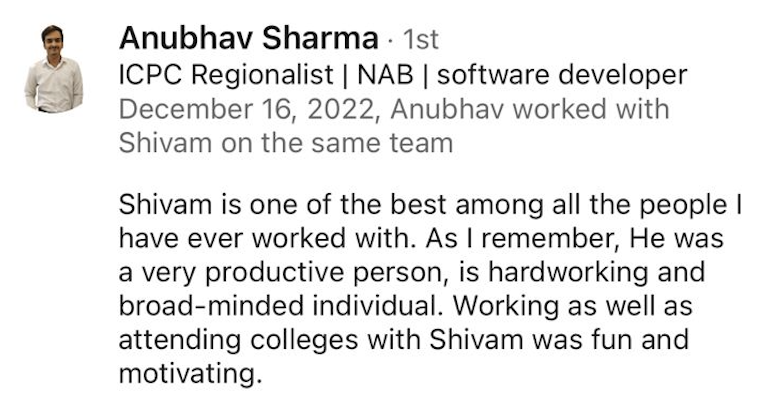 Anubhav Sharma · 1st
ICPC Regionalist | NAB | software developer
December 16, 2022, Anubhav worked with
Shivam on the same team
Shivam is one of the best among all the people I
have ever worked with. As I remember, He was
a very productive person, is hardworking and
broad-minded individual. Working as well as
attending colleges with Shivam was fun and
motivating.